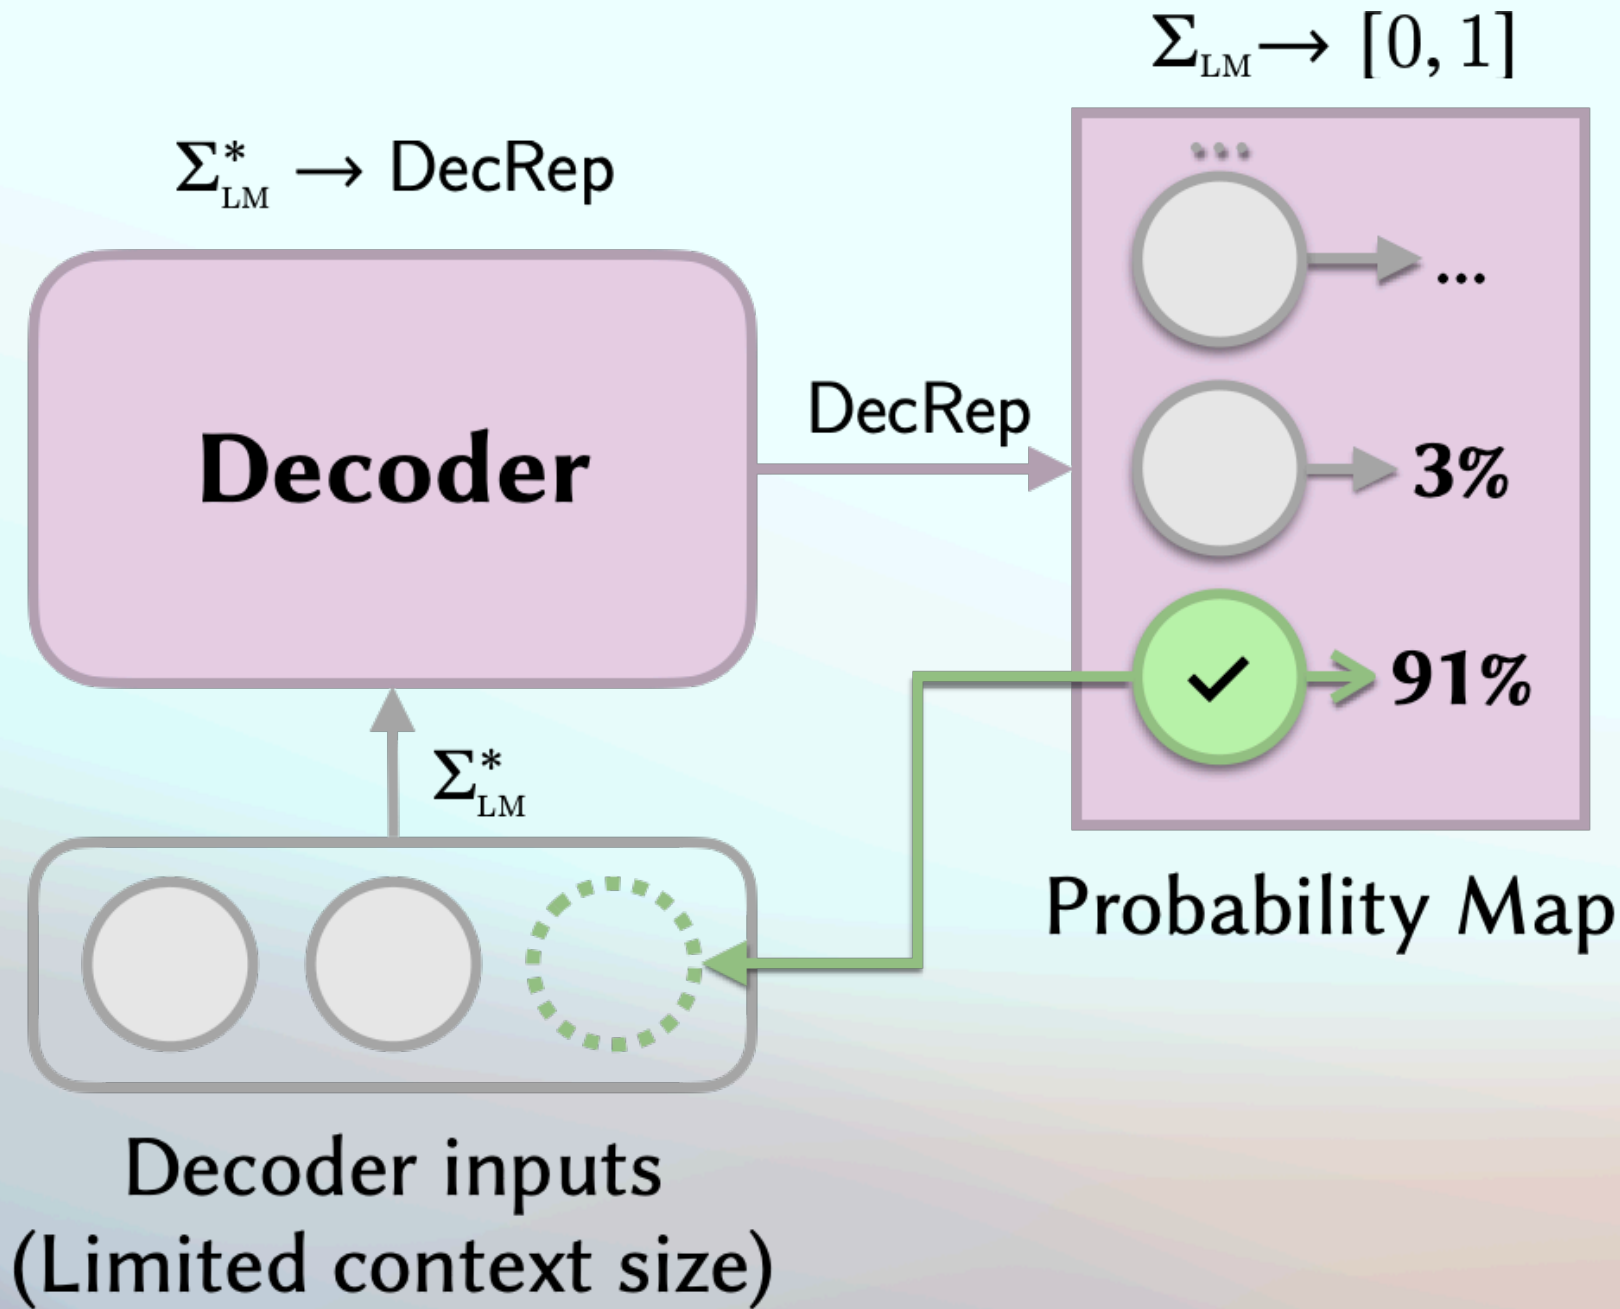 Σ_LM → [0, 1]
Σ*_LM → DecRep
...
...
Decoder
DecRep
3%
91%
Σ*_LM
Probability Map
Decoder inputs
(Limited context size)